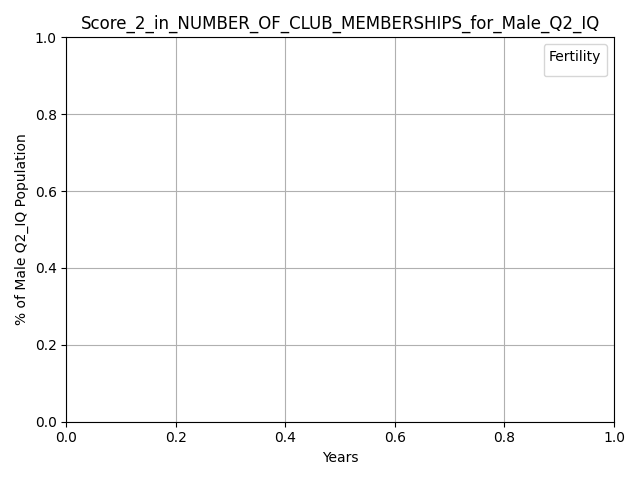 Score_2_in_NUMBER_OF_CLUB_MEMBERSHIPS_for_Male_Q2_IQ
Fertility
% of Male Q2_IQ Population
1.0
0.8
0.6
0.4
0.2
0.0
0.0 0.2 0.4 0.6 0.8 1.0
Years